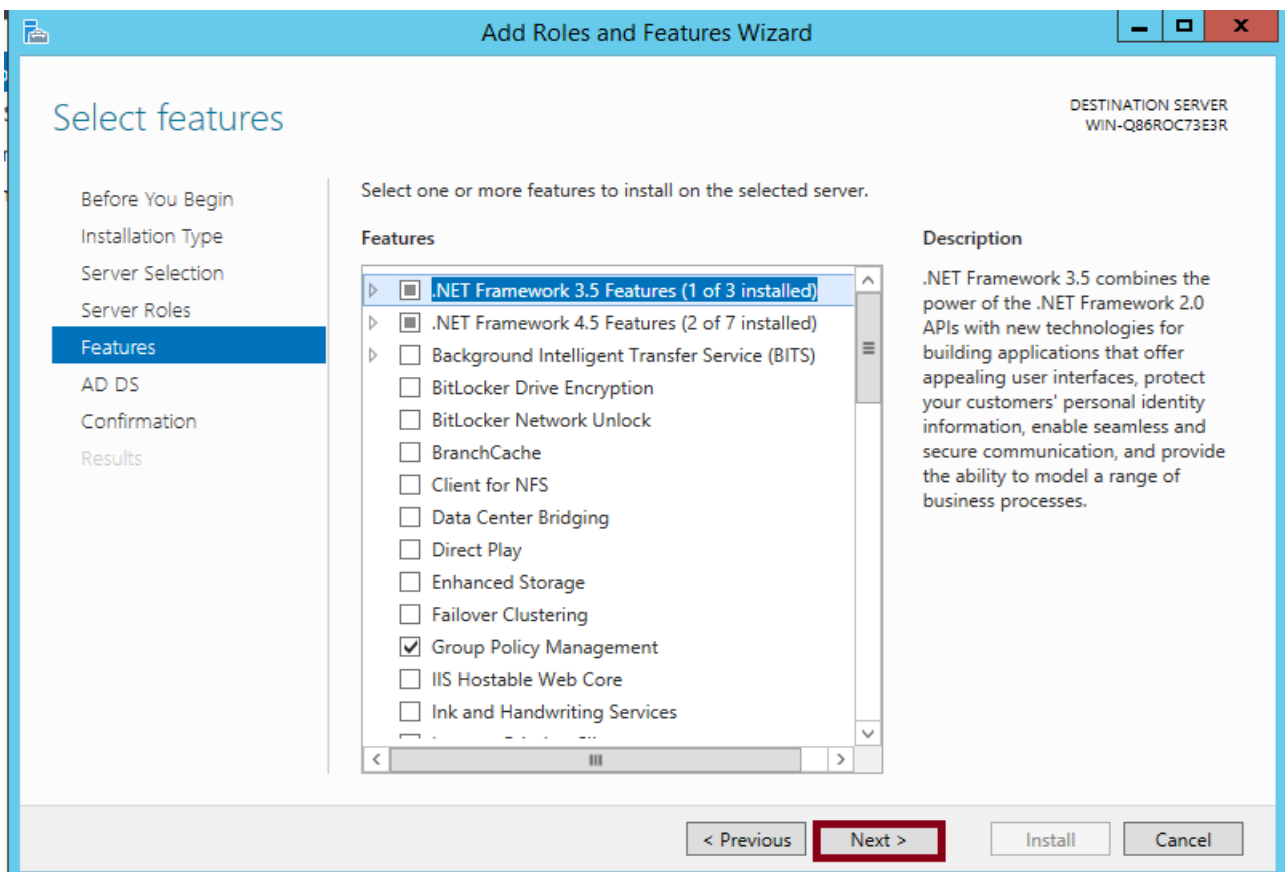 Add Roles and Features Wizard
Select features
DESTINATION SERVER
WIN-Q86ROC73E3R
Before You Begin
Installation Type
Server Selection
Server Roles
Features
AD DS
Confirmation
Results
Select one or more features to install on the selected server.
Features
.NET Framework 3.5 Features (1 of 3 installed)
.NET Framework 4.5 Features (2 of 7 installed)
Background Intelligent Transfer Service (BITS)
BitLocker Drive Encryption
BitLocker Network Unlock
BranchCache
Client for NFS
Data Center Bridging
Direct Play
Enhanced Storage
Failover Clustering
Group Policy Management
IIS Hostable Web Core
Ink and Handwriting Services
Description
.NET Framework 3.5 combines the
power of the .NET Framework 2.0
APIs with new technologies for
building applications that offer
appealing user interfaces, protect
your customers' personal identity
information, enable seamless and
secure communication, and provide
the ability to model a range of
business processes.
< Previous
Next >
Install
Cancel